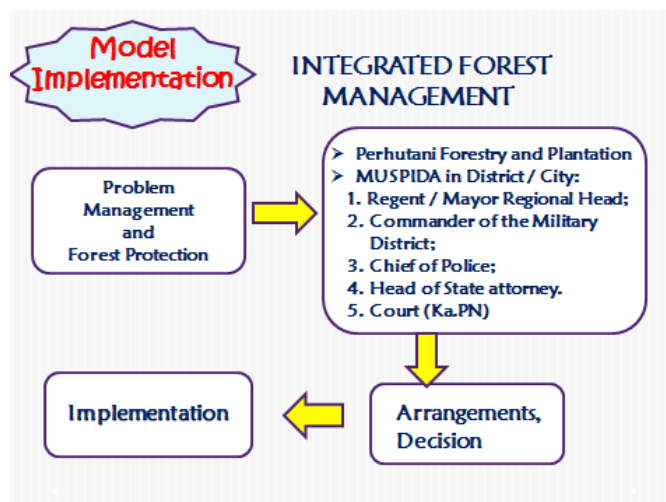 Model
Implementation
INTEGRATED FOREST
MANAGEMENT
Problem
Management
and
Forest Protection
➢ Perhutani Forestry and Plantation
➢ MUSPIDA in District / City:
1. Regent / Mayor Regional Head;
2. Commander of the Military
District;
3. Chief of Police;
4. Head of State attorney.
5. Court (Ka.PN)
Arrangements,
Decision
Implementation